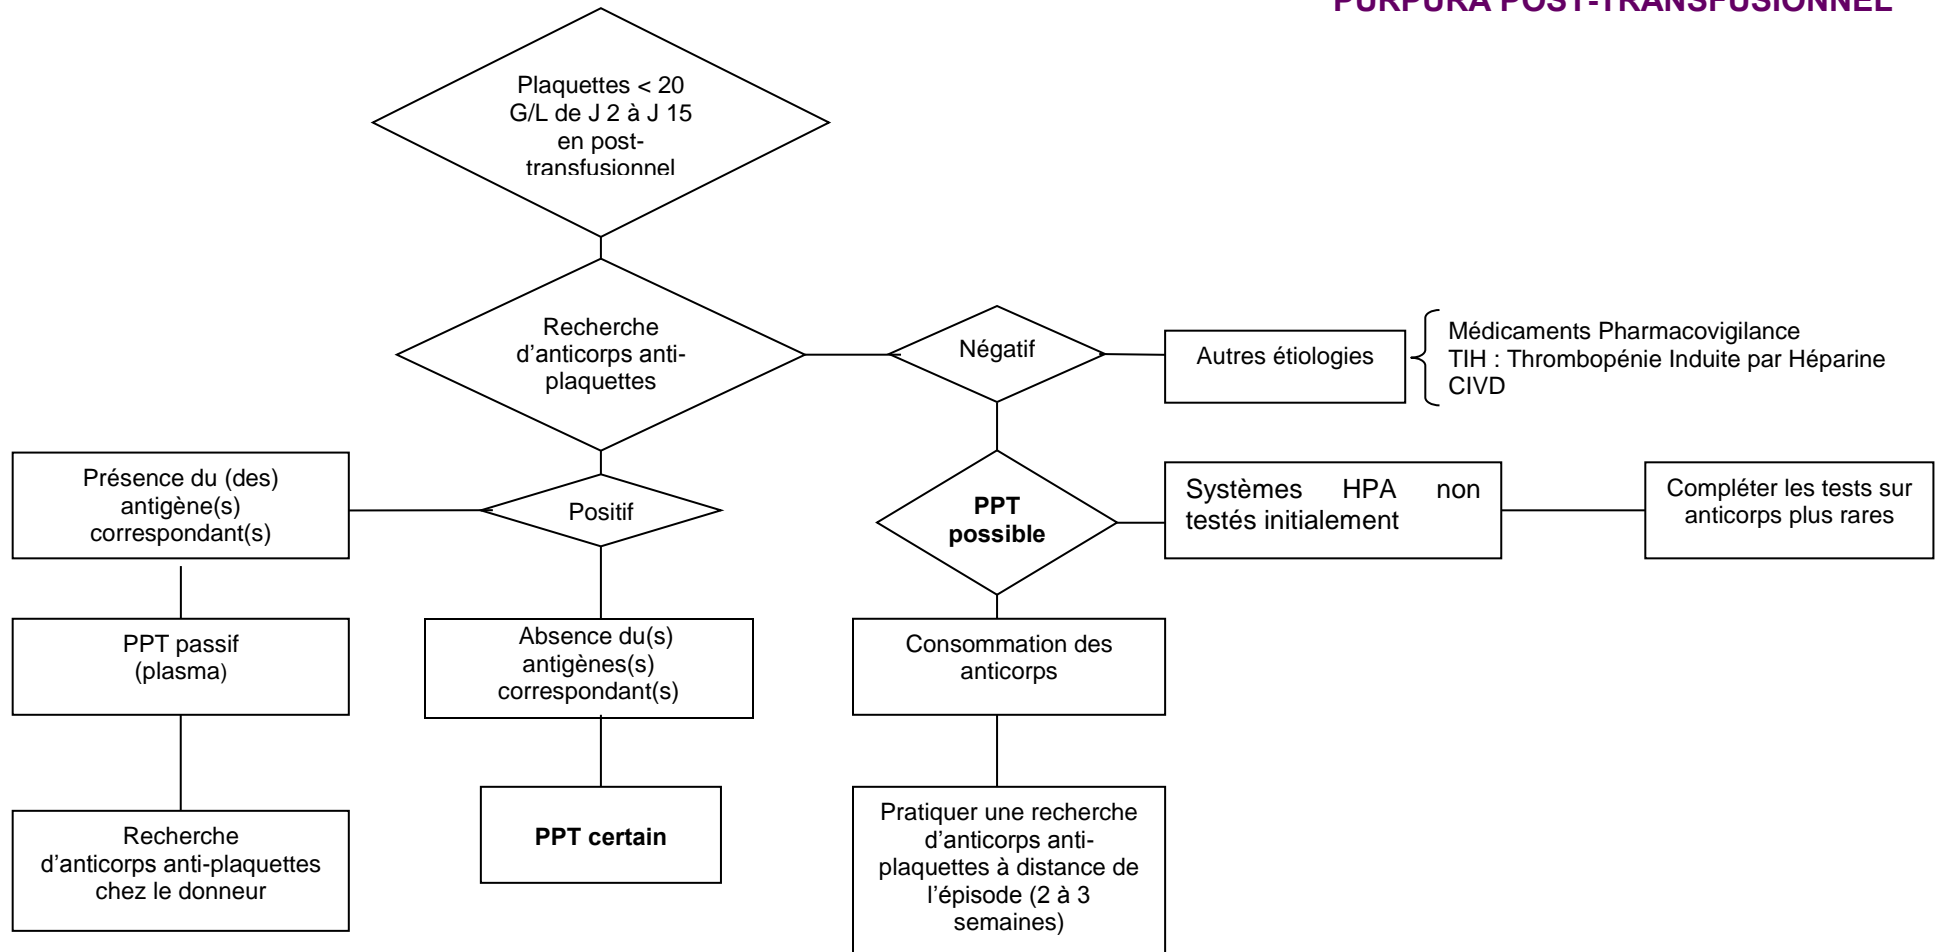 PURPURA POST-TRANSFUSIONNEL
Plaquettes < 20
G/L de J 2 à J 15
en post-
transfusionnel
Recherche
d'anticorps anti-
plaquettes
Négatif
Autres étiologies
Médicaments Pharmacovigilance
TIH : Thrombopénie Induite par Héparine
CIVD
Présence du (des)
antigène(s)
correspondant(s)
Positif
PPT
possible
Systèmes HPA non
testés initialement
Compléter les tests sur
anticorps plus rares
PPT passif
(plasma)
Absence du(s)
antigènes(s)
correspondant(s)
Consommation des
anticorps
Recherche
d'anticorps anti-plaquettes
chez le donneur
PPT certain
Pratiquer une recherche
d'anticorps anti-
plaquettes à distance de
l'épisode (2 à 3
semaines)